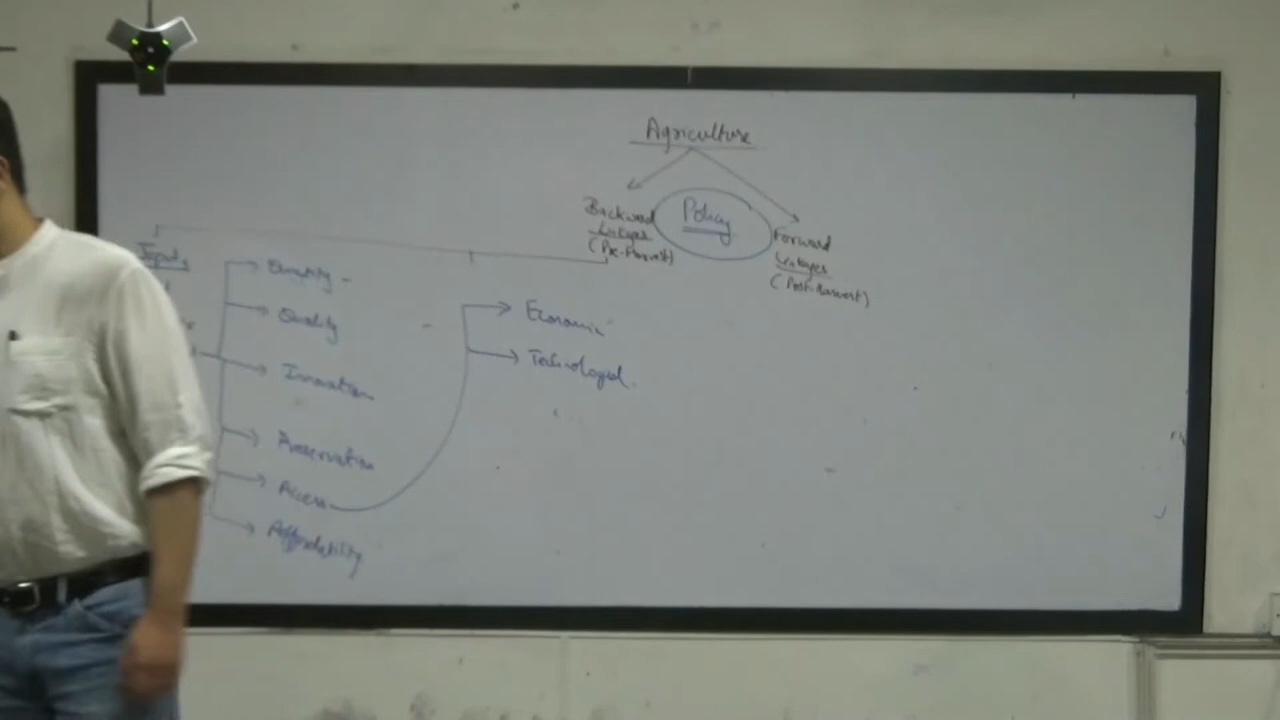 Agriculture
Backward
Linkages
(Pre-Harvest)
Policy
Forward
Linkages
(Post-Harvest)
Inputs
Quantity
Quality
Innovation
Preservation
Access
Affordability
Economic
Technological